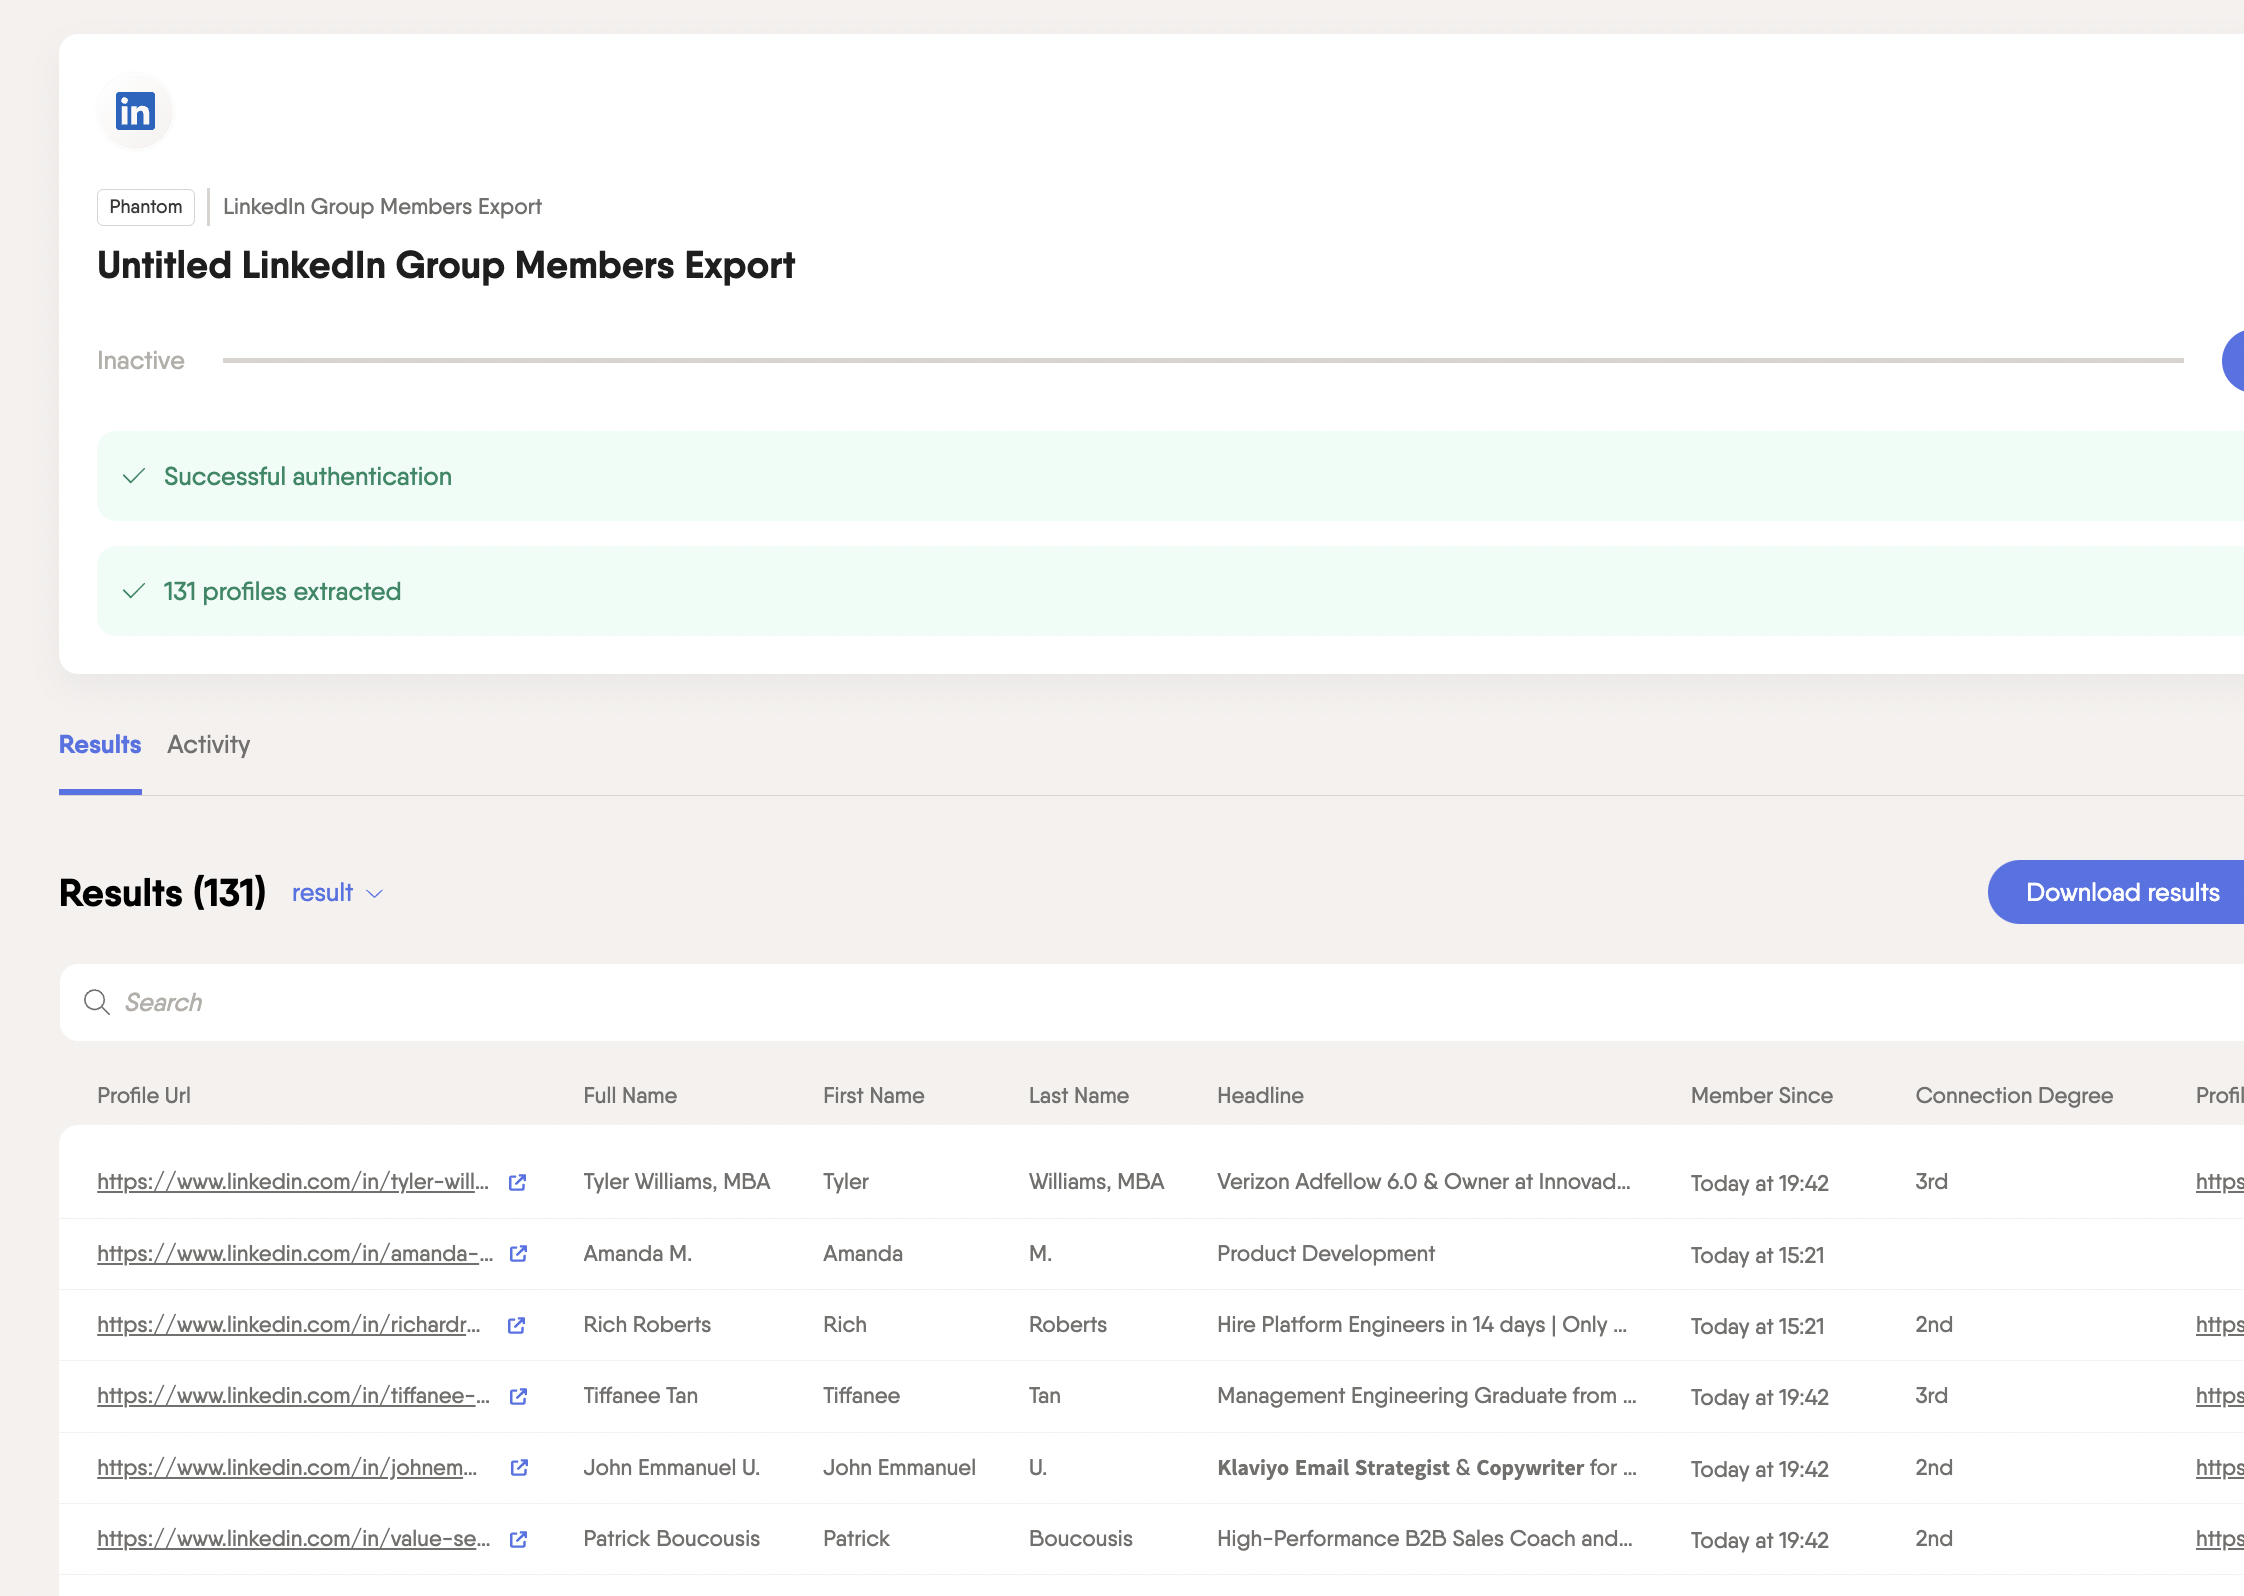 in
Phantom LinkedIn Group Members Export
Untitled LinkedIn Group Members Export
Inactive
Successful authentication
131 profiles extracted
Results Activity
Results (131) result Download results
Search
Profile Url Full Name First Name Last Name Headline Member Since Connection Degree Profil
https://www.linkedin.com/in/tyler-will... Tyler Williams, MBA Tyler Williams, MBA Verizon Adfellow 6.0 & Owner at Innovad... Today at 19:42 3rd https
https://www.linkedin.com/in/amanda-... Amanda M. Amanda M. Product Development Today at 15:21
https://www.linkedin.com/in/richardr... Rich Roberts Rich Roberts Hire Platform Engineers in 14 days | Only ... Today at 15:21 2nd https
https://www.linkedin.com/in/tiffanee-... Tiffanee Tan Tiffanee Tan Management Engineering Graduate from ... Today at 19:42 3rd https
https://www.linkedin.com/in/johnem... John Emmanuel U. John Emmanuel U. Klaviyo Email Strategist & Copywriter for ... Today at 19:42 2nd https
https://www.linkedin.com/in/value-se... Patrick Boucousis Patrick Boucousis High-Performance B2B Sales Coach and... Today at 19:42 2nd https